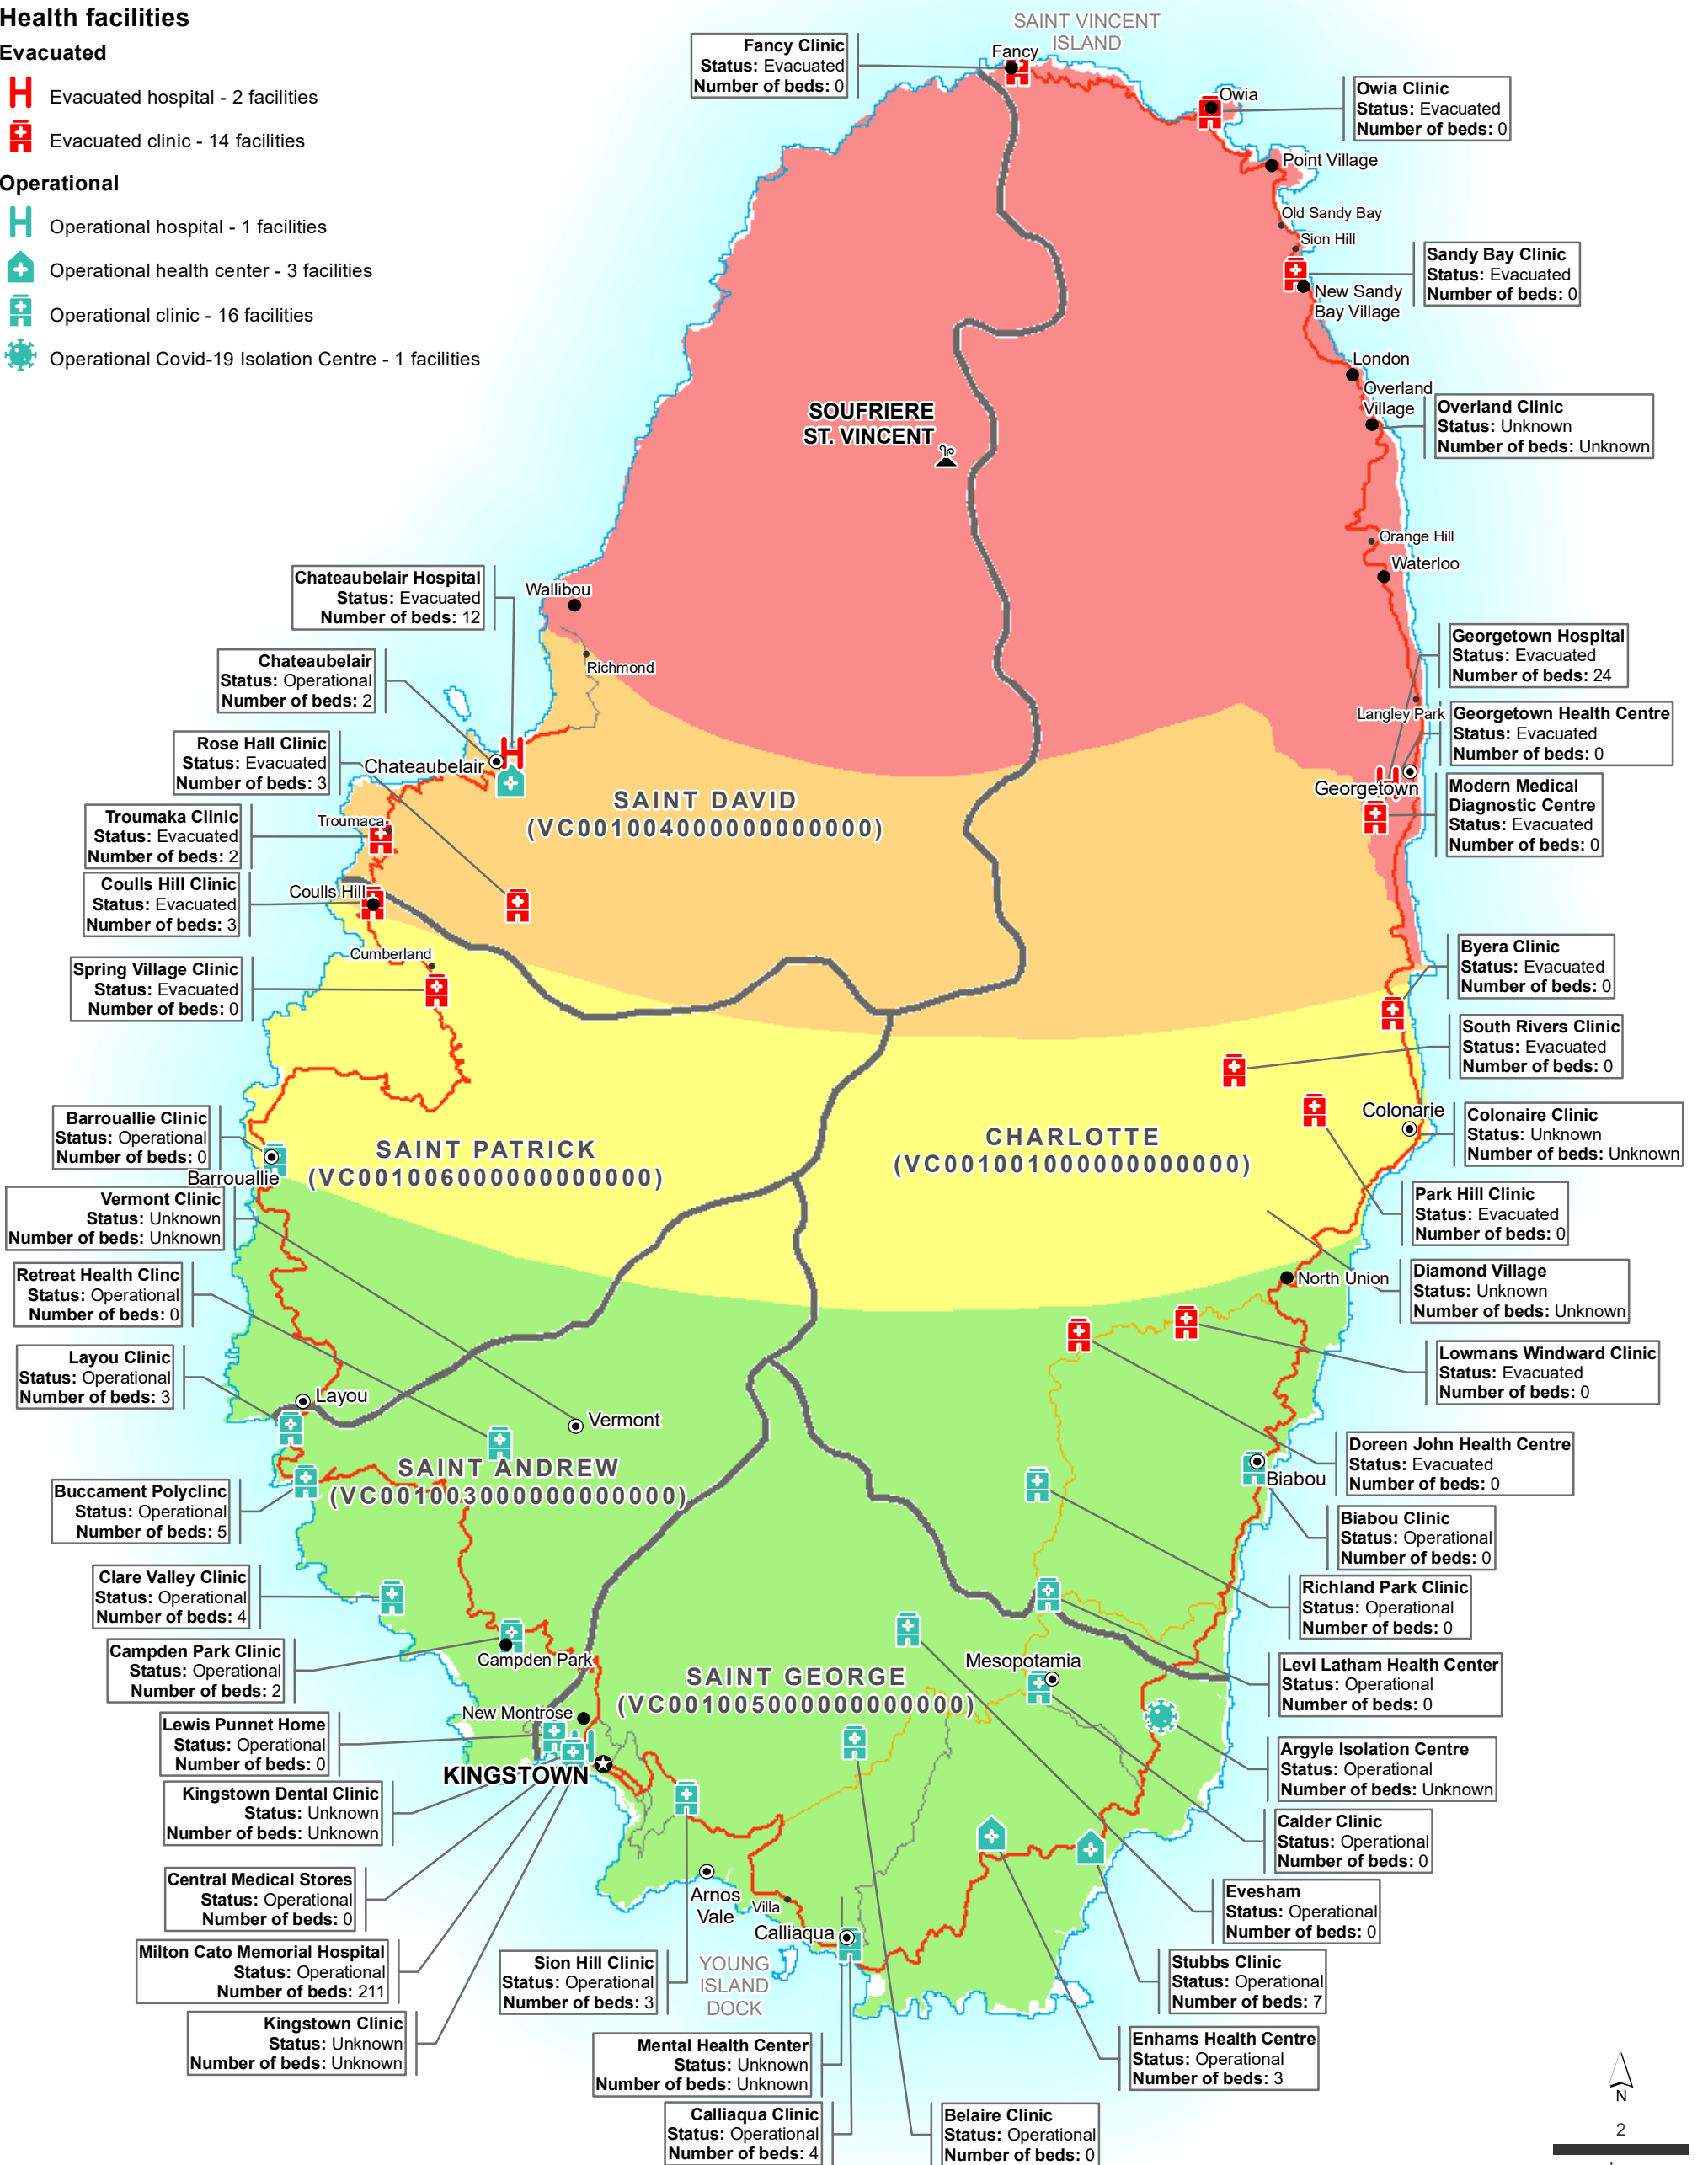 Health facilities
Evacuated
Evacuated hospital - 2 facilities
Evacuated clinic - 14 facilities
Operational
Operational hospital - 1 facilities
Operational health center - 3 facilities
Operational clinic - 16 facilities
Operational Covid-19 Isolation Centre - 1 facilities
SAINT VINCENT
ISLAND
Fancy Clinic
Status: Evacuated
Number of beds: 0
Fancy
Owia
Owia Clinic
Status: Evacuated
Number of beds: 0
Point Village
Old Sandy Bay
Sion Hill
Sandy Bay Clinic
Status: Evacuated
Number of beds: 0
New Sandy
Bay Village
London
Overland
Village
Overland Clinic
Status: Unknown
Number of beds: Unknown
SOUFRIERE
ST. VINCENT
Orange Hill
Waterloo
Chateaubelair Hospital
Status: Evacuated
Number of beds: 12
Wallibou
Richmond
Georgetown Hospital
Status: Evacuated
Number of beds: 24
Chateaubelair
Status: Operational
Number of beds: 2
Langley Park
Georgetown Health Centre
Status: Evacuated
Number of beds: 0
Rose Hall Clinic
Status: Evacuated
Number of beds: 3
Chateaubelair
Georgetown
Modern Medical
Diagnostic Centre
Status: Evacuated
Number of beds: 0
SAINT DAVID
(VC001004000000000000)
Troumaka Clinic
Status: Evacuated
Number of beds: 2
Troumaca
Coulls Hill Clinic
Status: Evacuated
Number of beds: 3
Coulls Hill
Cumberland
Spring Village Clinic
Status: Evacuated
Number of beds: 0
Byera Clinic
Status: Evacuated
Number of beds: 0
South Rivers Clinic
Status: Evacuated
Number of beds: 0
Barrouallie Clinic
Status: Operational
Number of beds: 0
Barrouallie
SAINT PATRICK
(VC001006000000000000)
CHARLOTTE
(VC001001000000000000)
Colonarie
Colonaire Clinic
Status: Unknown
Number of beds: Unknown
Vermont Clinic
Status: Unknown
Number of beds: Unknown
Park Hill Clinic
Status: Evacuated
Number of beds: 0
Retreat Health Clinc
Status: Operational
Number of beds: 0
North Union
Diamond Village
Status: Unknown
Number of beds: Unknown
Layou Clinic
Status: Operational
Number of beds: 3
Layou
Vermont
Lowmans Windward Clinic
Status: Evacuated
Number of beds: 0
Doreen John Health Centre
Status: Evacuated
Number of beds: 0
Biabou
SAINT ANDREW
(VC001003000000000000)
Buccament Polyclinc
Status: Operational
Number of beds: 5
Biabou Clinic
Status: Operational
Number of beds: 0
Clare Valley Clinic
Status: Operational
Number of beds: 4
Richland Park Clinic
Status: Operational
Number of beds: 0
Campden Park Clinic
Status: Operational
Number of beds: 2
Campden Park
Mesopotamia
Levi Latham Health Center
Status: Operational
Number of beds: 0
SAINT GEORGE
(VC001005000000000000)
New Montrose
Lewis Punnet Home
Status: Operational
Number of beds: 0
KINGSTOWN
Argyle Isolation Centre
Status: Operational
Number of beds: Unknown
Kingstown Dental Clinic
Status: Unknown
Number of beds: Unknown
Calder Clinic
Status: Operational
Number of beds: 0
Central Medical Stores
Status: Operational
Number of beds: 0
Arnos
Vale
Villa
Calliaqua
Evesham
Status: Operational
Number of beds: 0
Milton Cato Memorial Hospital
Status: Operational
Number of beds: 211
Sion Hill Clinic
Status: Operational
Number of beds: 3
YOUNG
ISLAND
DOCK
Stubbs Clinic
Status: Operational
Number of beds: 7
Kingstown Clinic
Status: Unknown
Number of beds: Unknown
Mental Health Center
Status: Unknown
Number of beds: Unknown
Enhams Health Centre
Status: Operational
Number of beds: 3
Calliaqua Clinic
Status: Operational
Number of beds: 4
Belaire Clinic
Status: Operational
Number of beds: 0
N
2